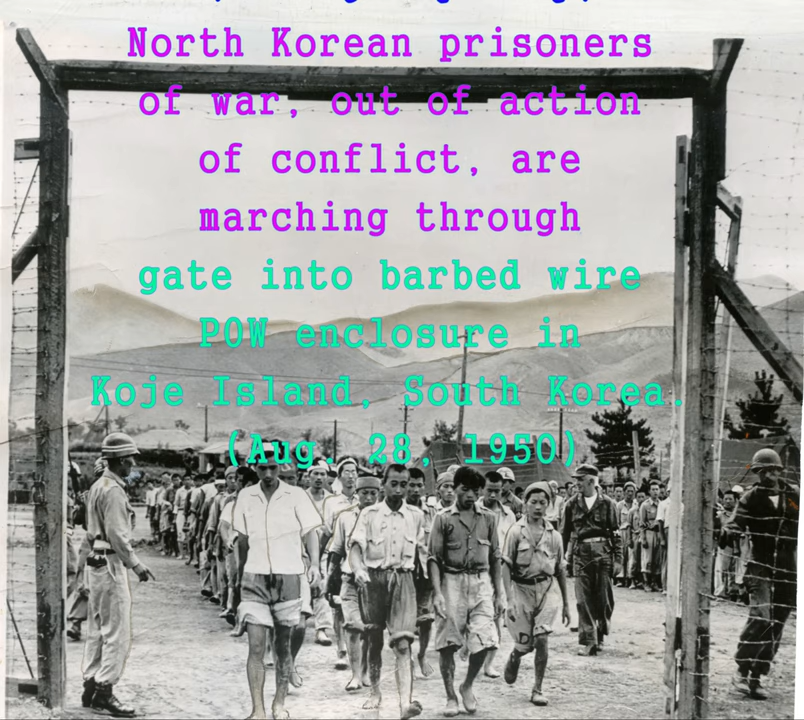 North Korean prisoners
of war, out of action
of conflict, are
marching through
gate into barbed wire
POW enclosure in
Koje Island, South Korea.
(Aug. 28, 1950)